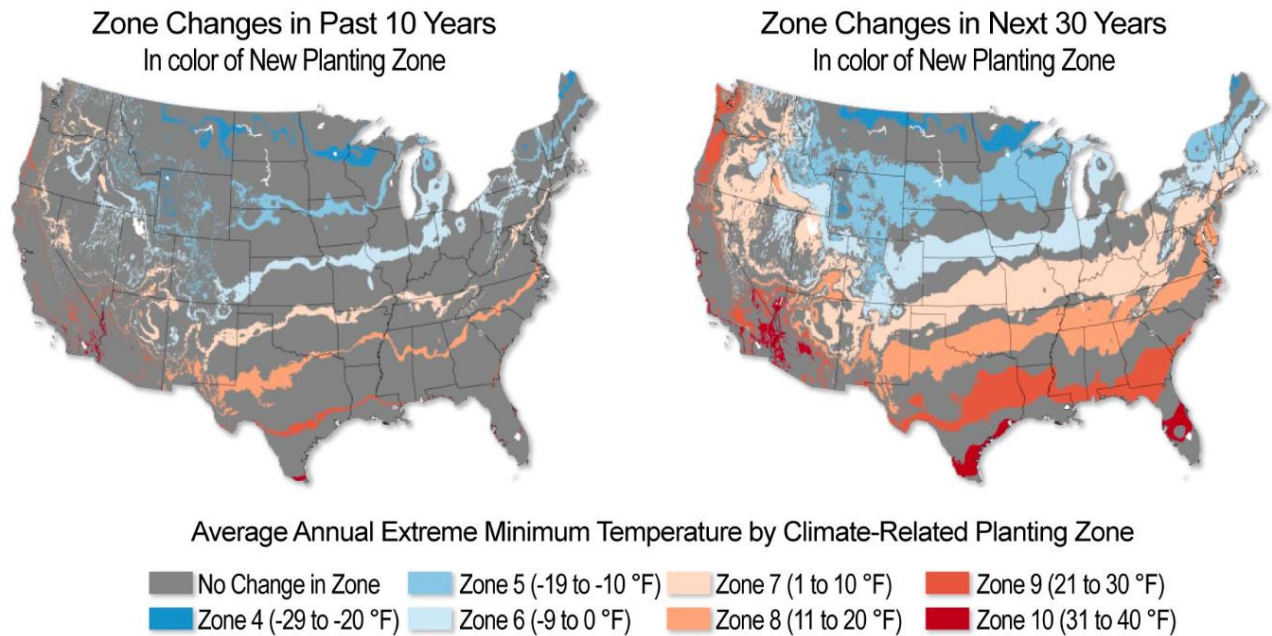 Zone Changes in Past 10 Years
In color of New Planting Zone
Zone Changes in Next 30 Years
In color of New Planting Zone
Average Annual Extreme Minimum Temperature by Climate-Related Planting Zone
No Change in Zone
Zone 5 (-19 to -10 °F)
Zone 7 (1 to 10 °F)
Zone 9 (21 to 30 °F)
Zone 4 (-29 to -20 °F)
Zone 6 (-9 to 0 °F)
Zone 8 (11 to 20 °F)
Zone 10 (31 to 40 °F)